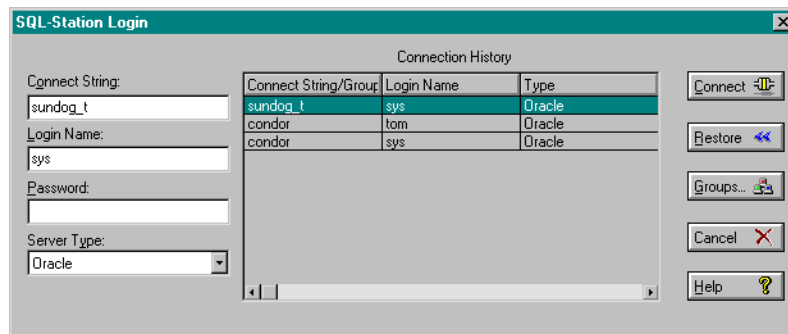 SQL-Station Login
Connect String:
sundog_t
Login Name:
sys
Password:
Server Type:
Oracle
Connection History
Connect String/Group Login Name Type
sundog_t sys Oracle
condor tom Oracle
condor sys Oracle
Connect
Restore
Groups...
Cancel
Help